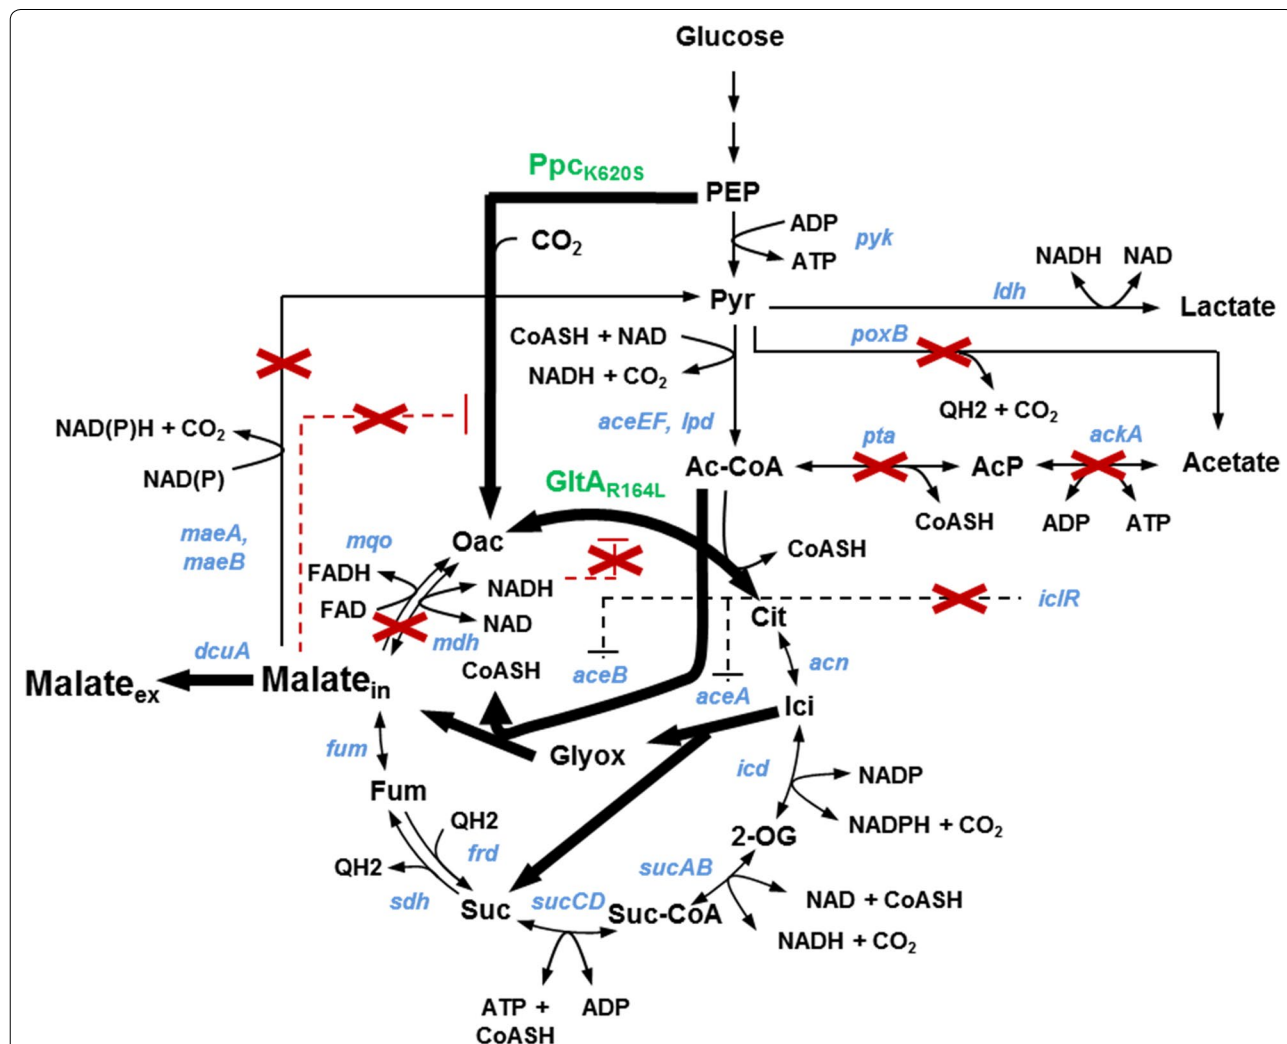 Glucose
PpcK620S
PEP
ADP
pyk
ATP
CO2
NADH
NAD
Pyr
ldh
Lactate
CoASH + NAD
poxB
NADH + CO2
QH2 + CO2
NAD(P)H + CO2
aceEF, lpd
pta
ackA
NAD(P)
Ac-CoA
AcP
Acetate
GltAR164L
CoASH
ADP
ATP
maeA,
maeB
mqo
Oac
CoASH
FADH
NADH
FAD
NAD
Cit
iclR
mdh
dcuA
CoASH
aceB
aceA
acn
Malateex
Malatein
Ici
fum
Glyox
icd
NADP
Fum
QH2
NADPH + CO2
2-OG
frd
QH2
sucAB
sdh
Suc
sucCD
Suc-CoA
NAD + CoASH
NADH + CO2
ATP +
CoASH
ADP